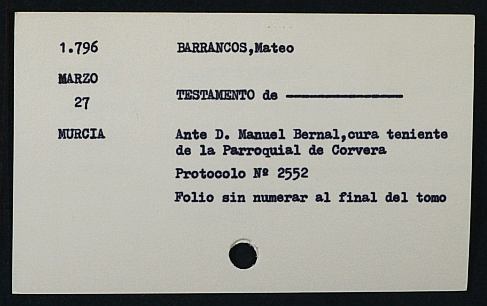 1.796
BARRANCOS,Mateo
MARZO
27
TESTAMENTO de ———————
MURCIA
Ante D. Manuel Bernal,cura teniente
de la Parroquial de Corvera
Protocolo Nº 2552
Folio sin numerar al final del tomo